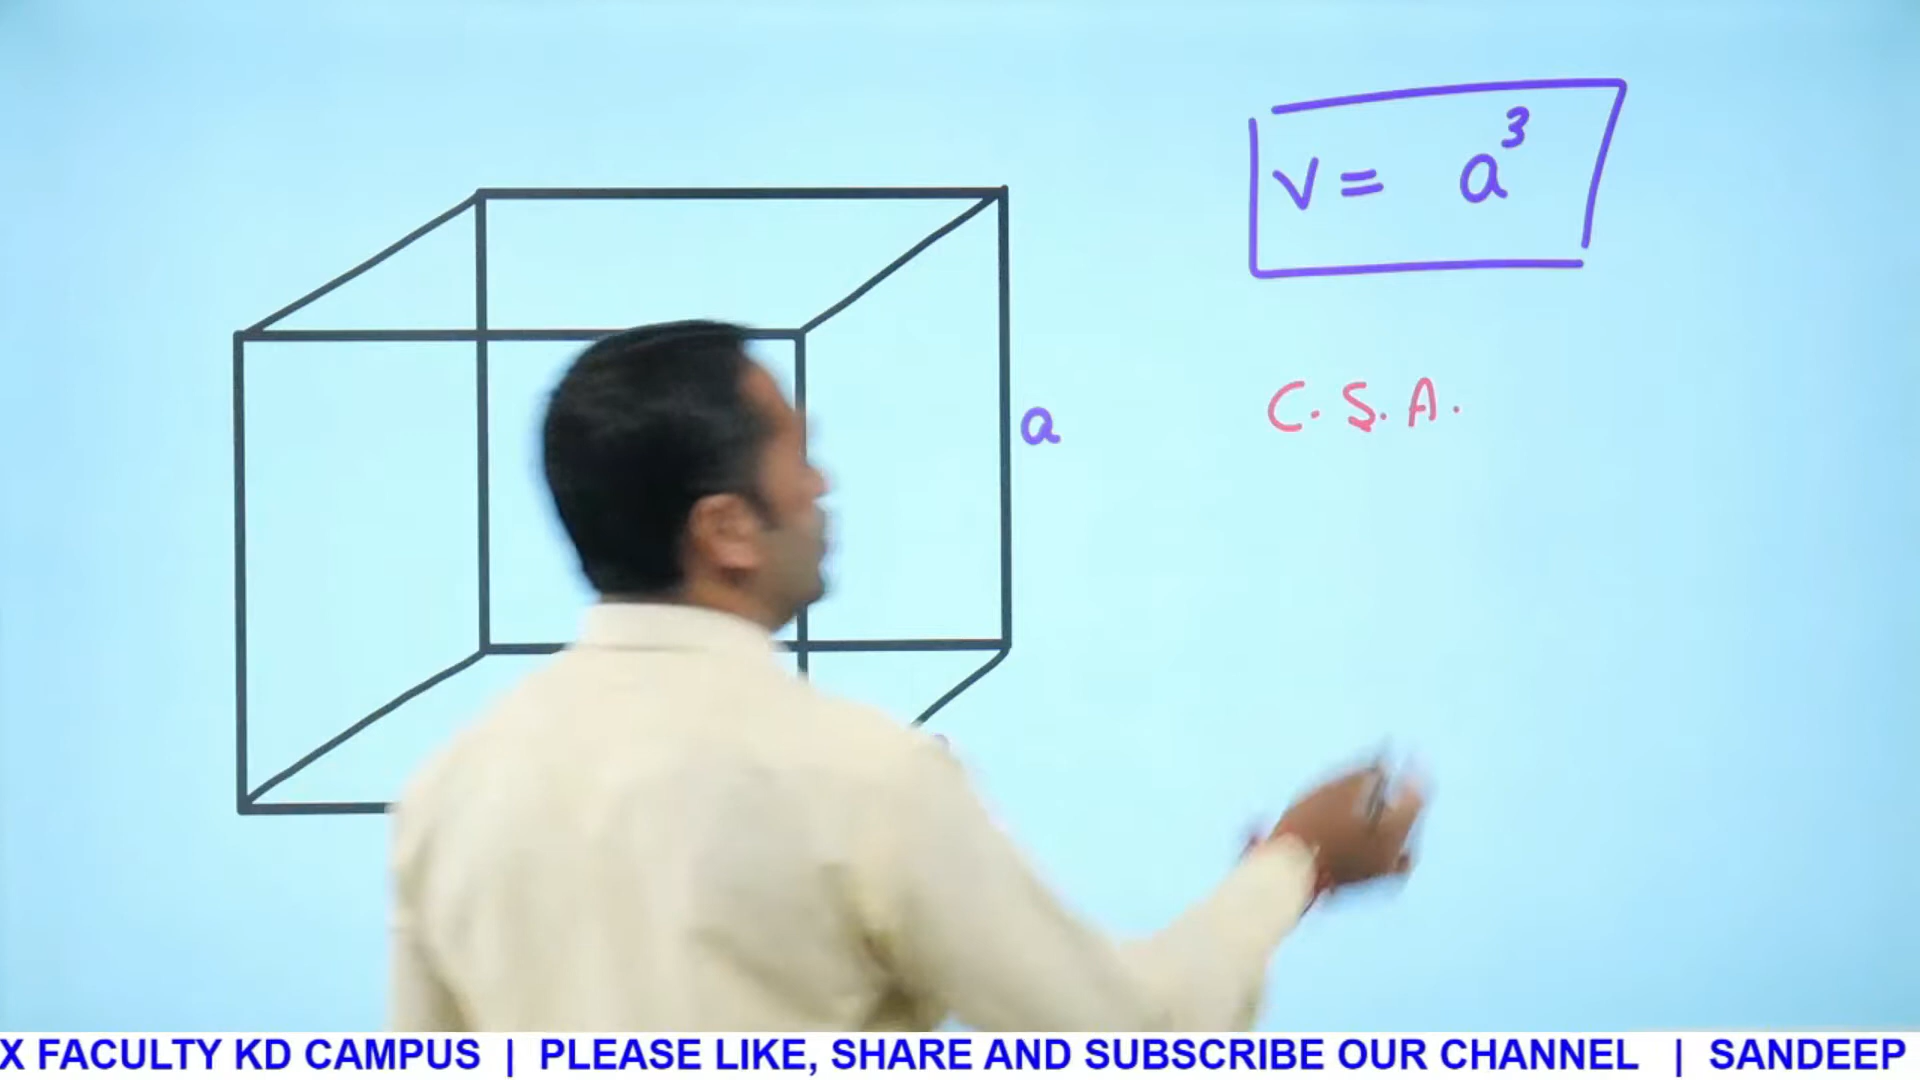 V = a³
a
C. S. A.
X FACULTY KD CAMPUS | PLEASE LIKE, SHARE AND SUBSCRIBE OUR CHANNEL | SANDEEP